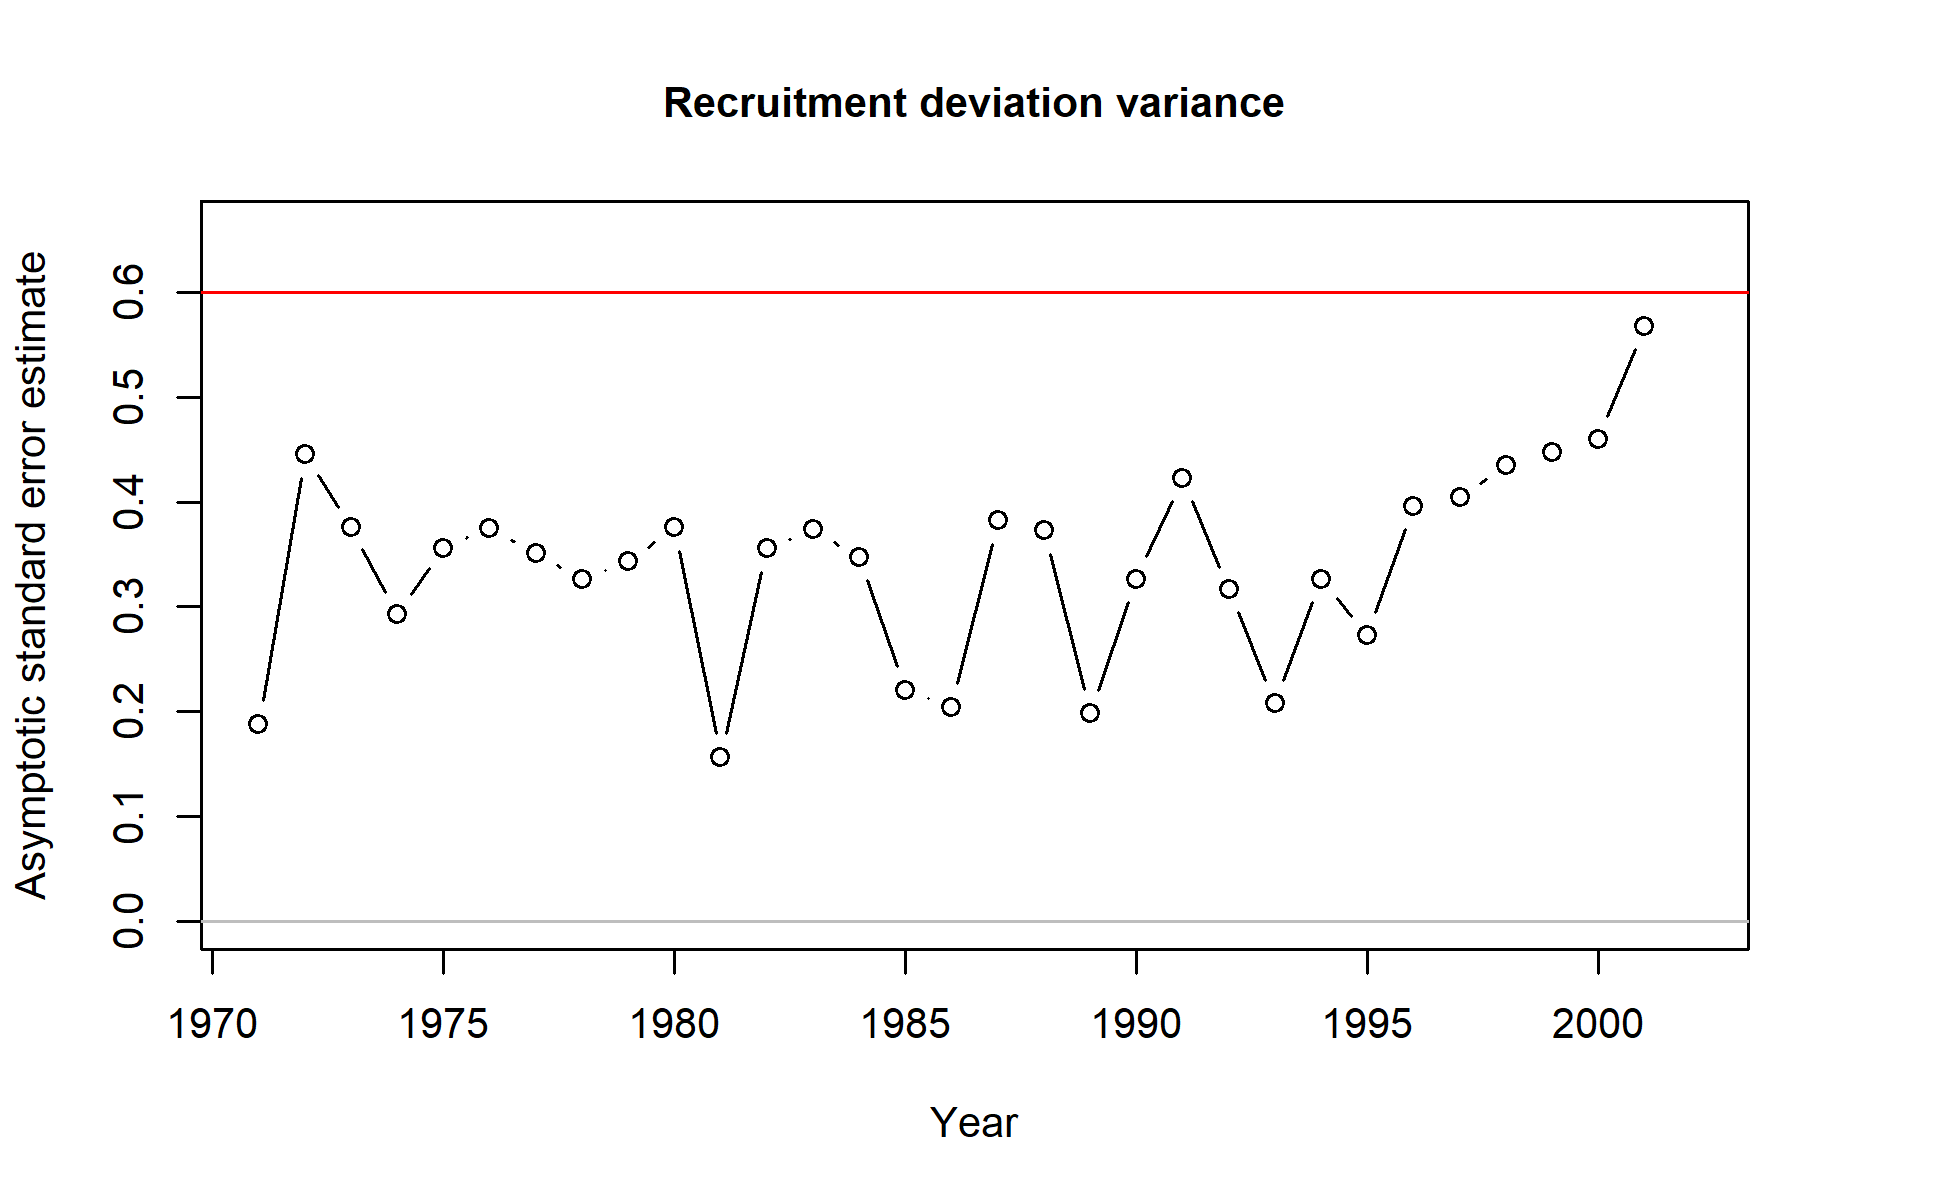 Recruitment deviation variance
Asymptotic standard error estimate
0.6
0.5
0.4
0.3
0.2
0.1
0.0
1970 1975 1980 1985 1990 1995 2000
Year